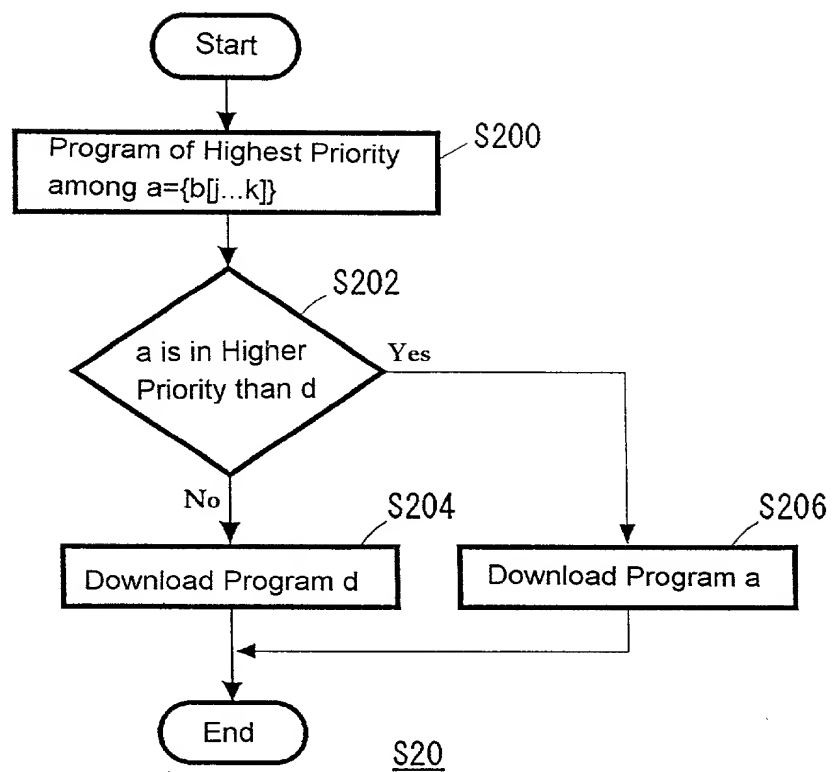 Start
S200
Program of Highest Priority
among a={b[j...k]}
S202
a is in Higher
Priority than d
Yes
No
S204
S206
Download Program d
Download Program a
End
S20